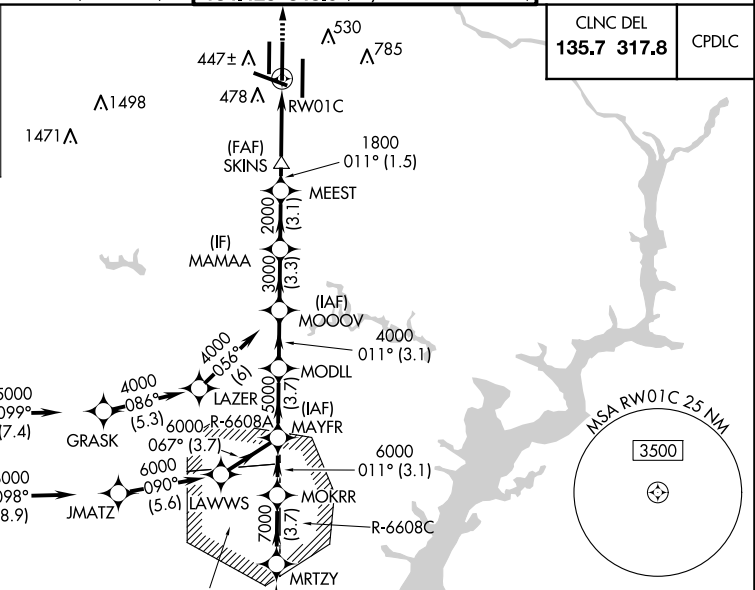 CLNC DEL
135.7 317.8
CPDLC
530
785
447±
478
RW01C
1498
1471
(FAF)
SKINS
1800
011° (1.5)
MEEST
2000
(3.1)
(IF)
MAMAA
3000
(3.3)
(IAF)
MOOOV
4000
011° (3.1)
4000
056°
(6)
MODLL
LAZER
5000
(3.7)
5000
099°
(7.4)
4000
086°
(5.3)
GRASK
R-6608A
(IAF)
MAYFR
6000
067° (3.7)
6000
011° (3.1)
098°
8.9)
6000
090°
(5.6)
JMATZ
LAWWS
MOKRR
7000
(3.7)
R-6608C
MRTZY
MSA RW01C 25 NM
3500